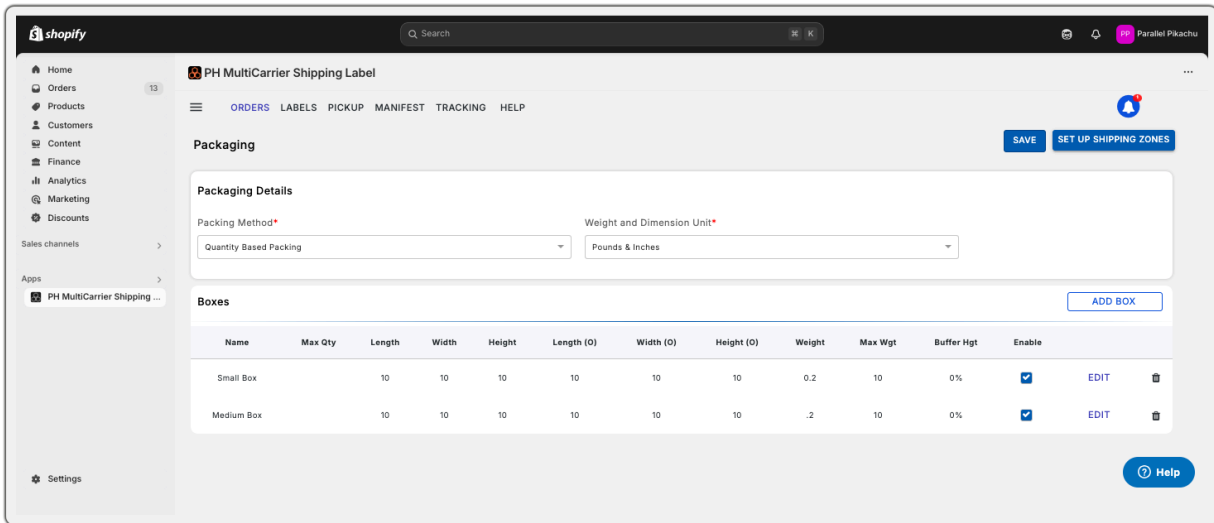 shopify
Search
⌘ K
PP Parallel Pikachu
Home
Orders 13
Products
Customers
Content
Finance
Analytics
Marketing
Discounts
Sales channels
Apps
PH MultiCarrier Shipping ...
Settings
PH MultiCarrier Shipping Label
ORDERS LABELS PICKUP MANIFEST TRACKING HELP
Packaging
SAVE
SET UP SHIPPING ZONES
Packaging Details
Packing Method* Weight and Dimension Unit*
Quantity Based Packing Pounds & Inches
Boxes
ADD BOX
Name Max Qty Length Width Height Length (O) Width (O) Height (O) Weight Max Wgt Buffer Hgt Enable
Small Box 10 10 10 10 10 10 0.2 10 0% EDIT
Medium Box 10 10 10 10 10 10 .2 10 0% EDIT
Help